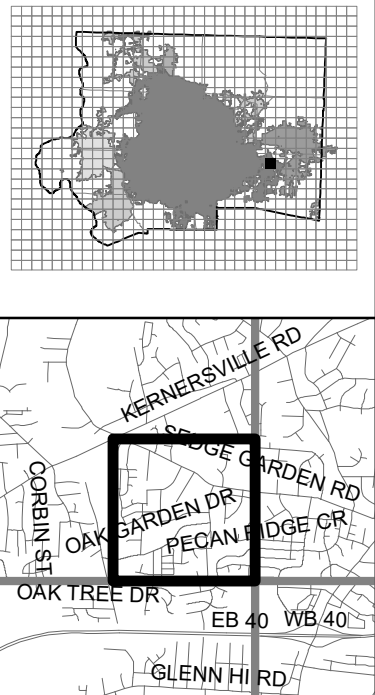 KERNERSVILLE RD
SEDGE GARDEN RD
CORBIN ST
OAK GARDEN DR
PECAN RIDGE CR
OAK TREE DR
EB 40
WB 40
GLENN HI RD